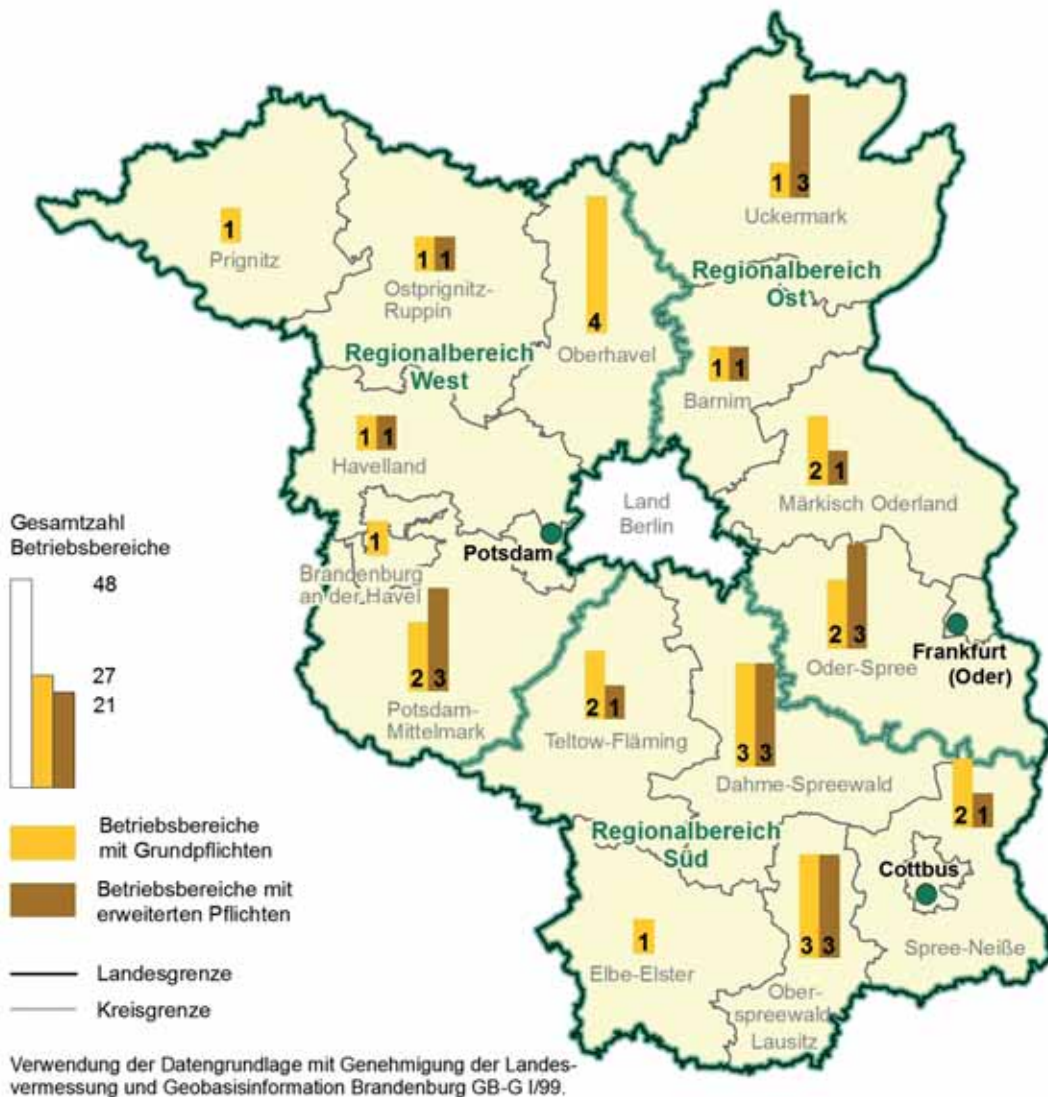 1 3
Uckermark
1
Prignitz
1 1
Ostprignitz-
Ruppin
4
Oberhavel
Regionalbereich
Ost
Regionalbereich
West
1 1
Barnim
1 1
Havelland
2 1
Märkisch Oderland
Land
Berlin
Gesamtzahl
Betriebsbereiche
48
27
21
1
Brandenburg
an der Havel
Potsdam
2 3
Oder-Spree
Frankfurt
(Oder)
2 3
Potsdam-
Mittelmark
2 1
Teltow-Fläming
3 3
Dahme-Spreewald
2 1
Regionalbereich
Süd
Cottbus
Spree-Neiße
1
Elbe-Elster
3 3
Ober-
spreewald
Lausitz
Betriebsbereiche
mit Grundpflichten
Betriebsbereiche mit
erweiterten Pflichten
Landesgrenze
Kreisgrenze
Verwendung der Datengrundlage mit Genehmigung der Landes-
vermessung und Geobasisinformation Brandenburg GB-G I/99.